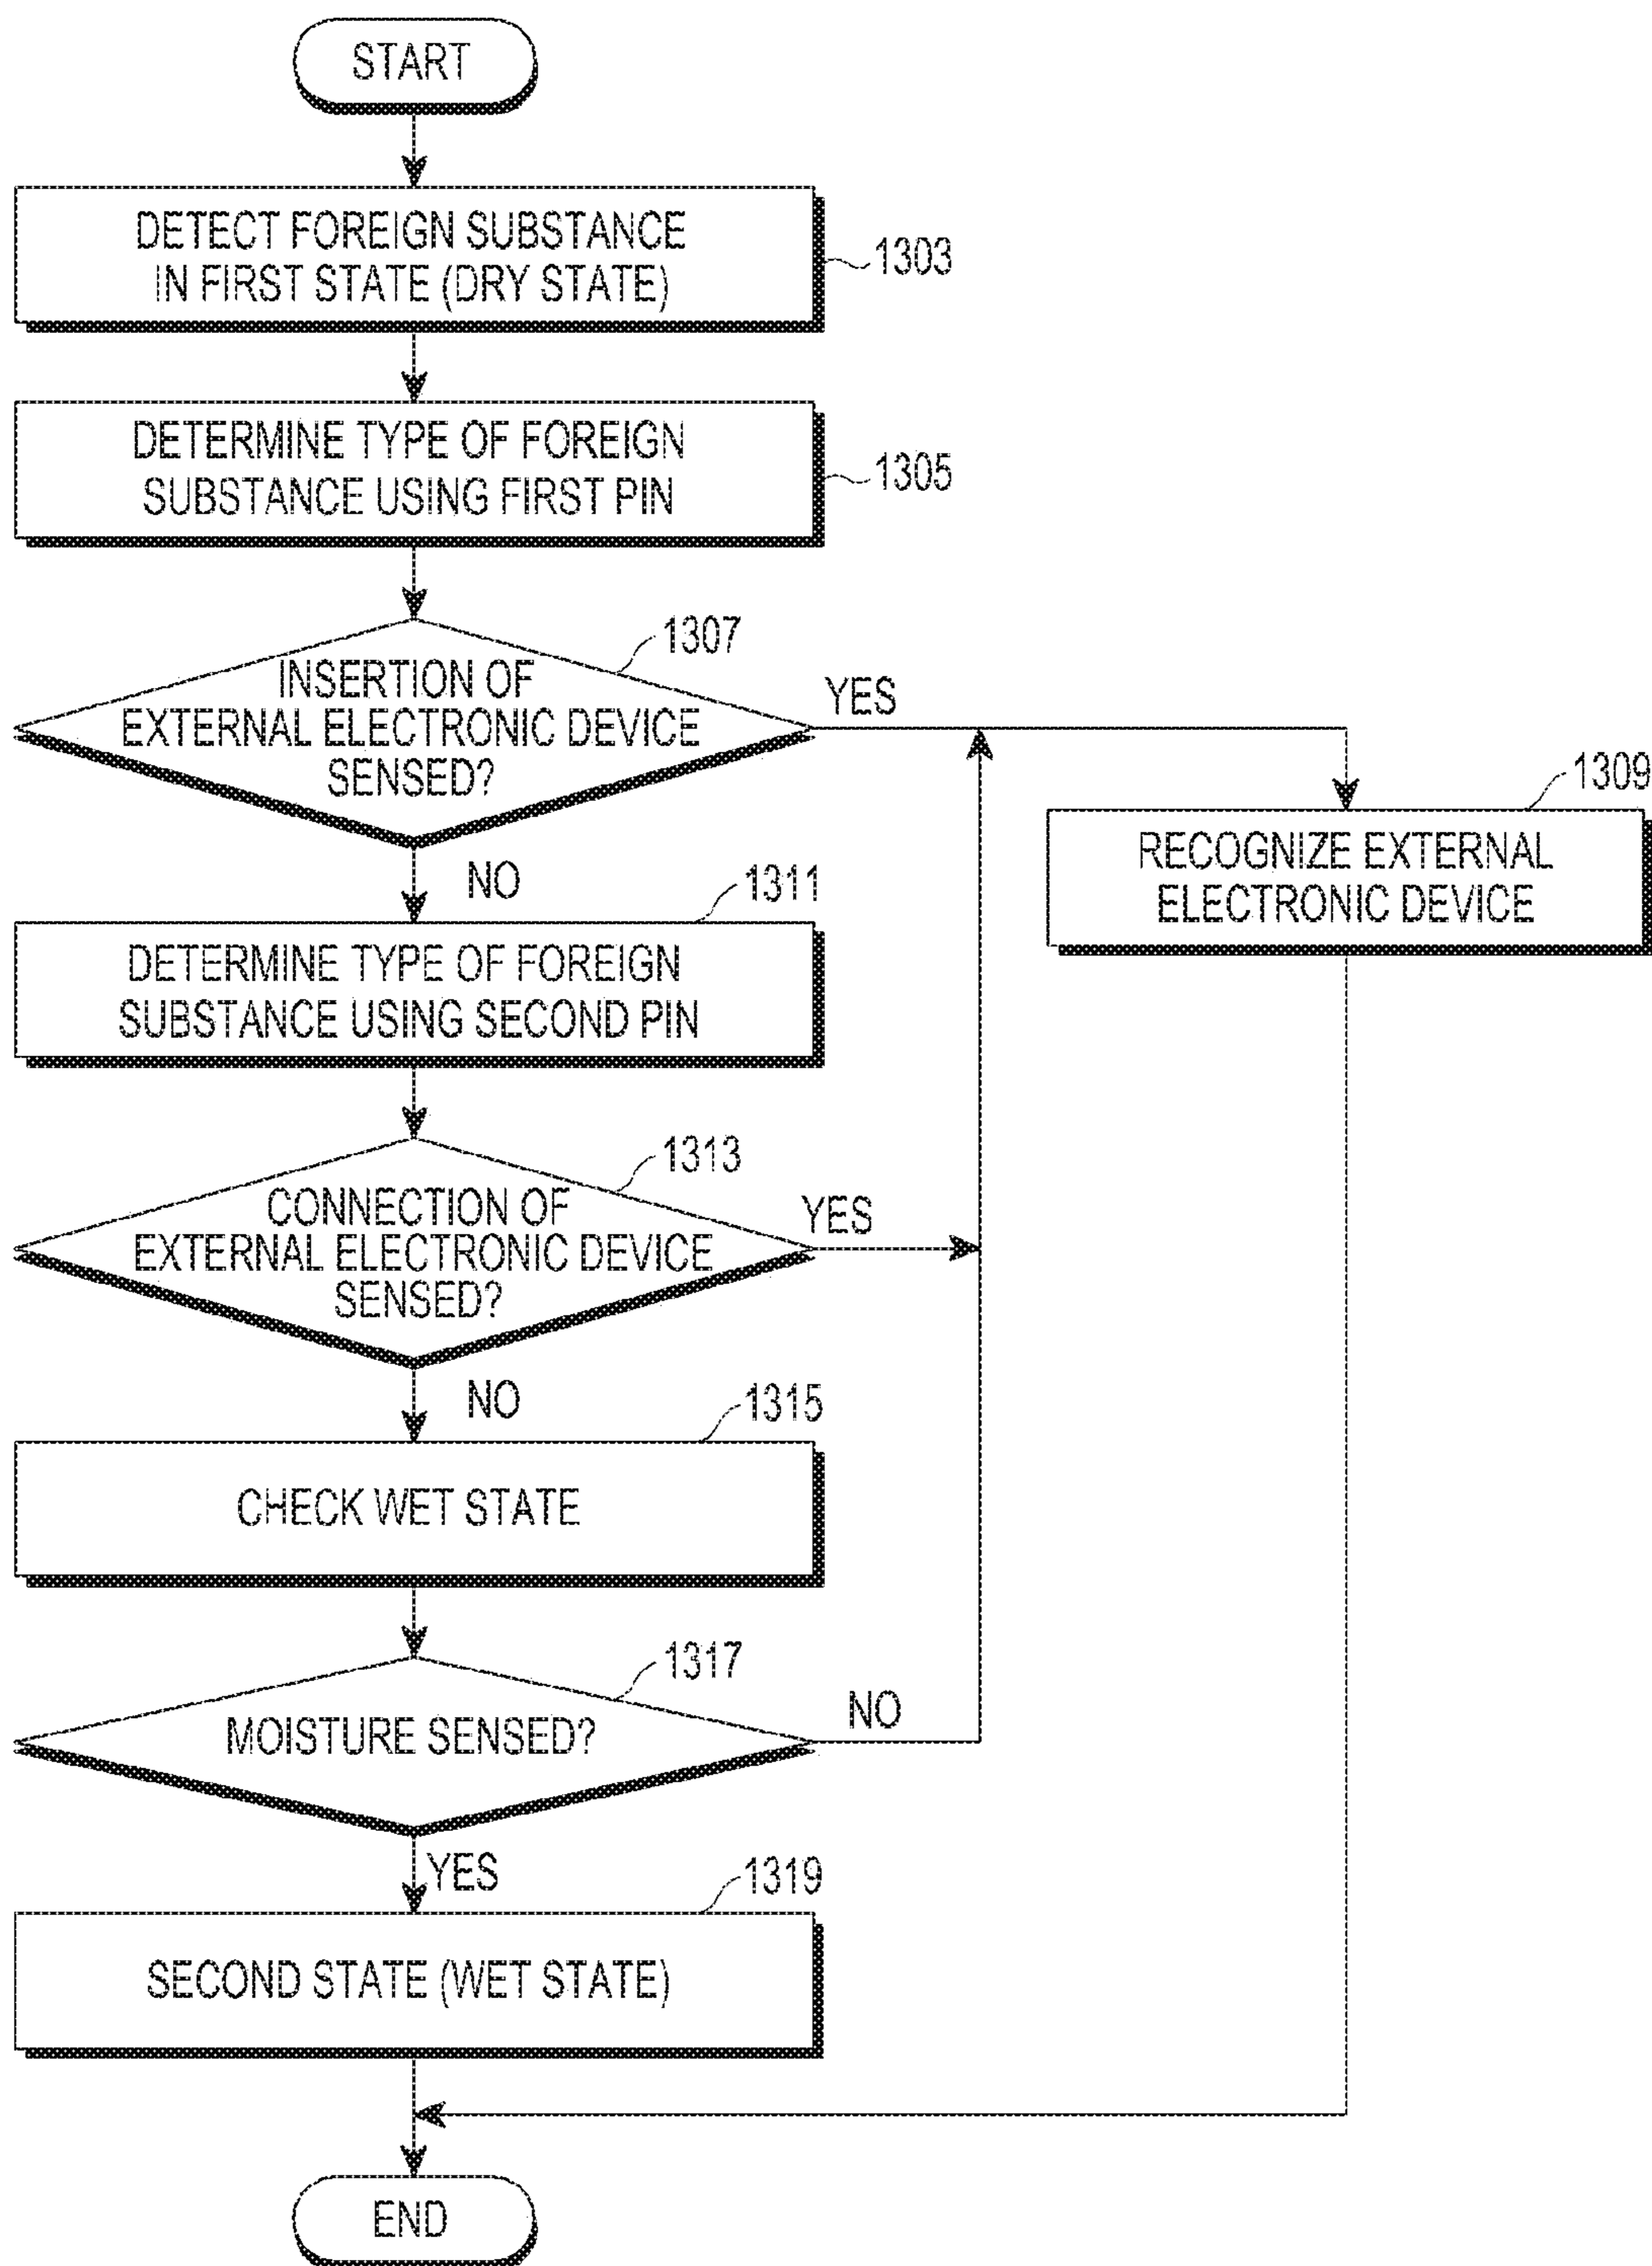 START
DETECT FOREIGN SUBSTANCE
IN FIRST STATE (DRY STATE)
1303
DETERMINE TYPE OF FOREIGN
SUBSTANCE USING FIRST PIN
1305
1307
INSERTION OF
EXTERNAL ELECTRONIC DEVICE
SENSED?
YES
NO
1309
RECOGNIZE EXTERNAL
ELECTRONIC DEVICE
1311
DETERMINE TYPE OF FOREIGN
SUBSTANCE USING SECOND PIN
1313
CONNECTION OF
EXTERNAL ELECTRONIC DEVICE
SENSED?
YES
NO
1315
CHECK WET STATE
1317
MOISTURE SENSED?
NO
YES
1319
SECOND STATE (WET STATE)
END